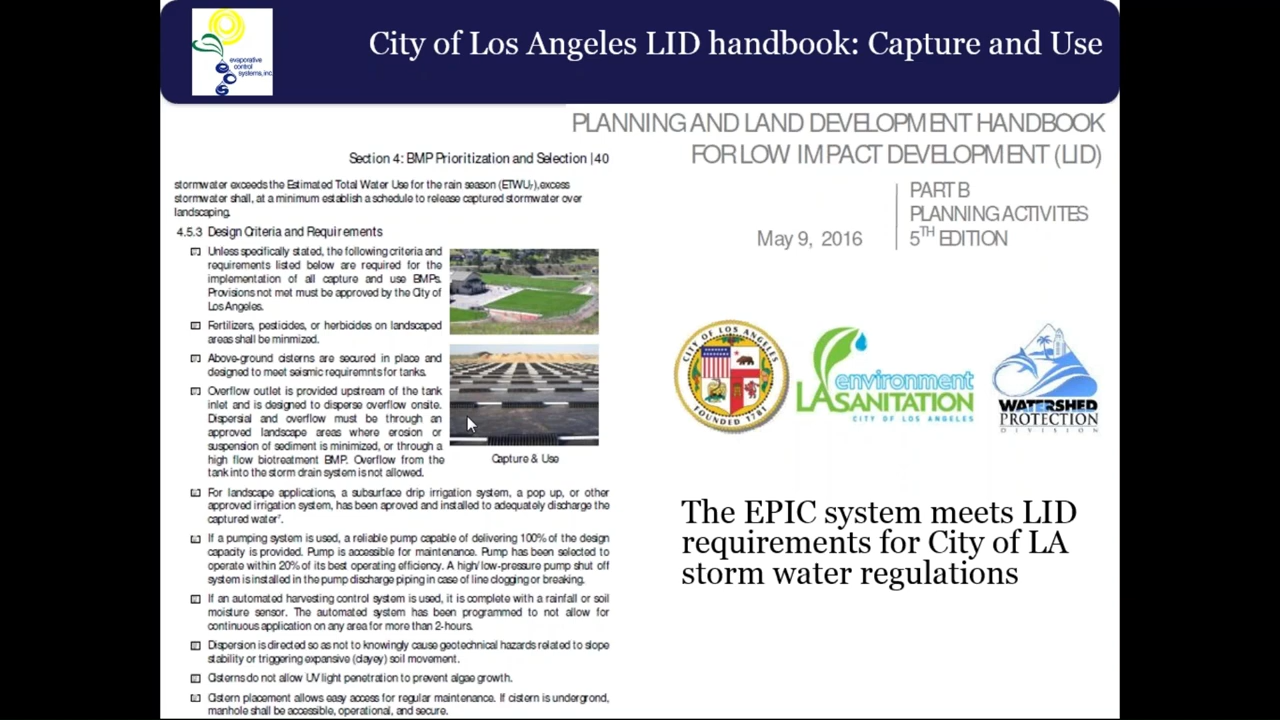 evaporative
control
systems, inc.
City of Los Angeles LID handbook: Capture and Use
PLANNING AND LAND DEVELOPMENT HANDBOOK
FOR LOW IMPACT DEVELOPMENT (LID)
PART B
PLANNING ACTIVITES
5TH EDITION
May 9, 2016
Section 4: BMP Prioritization and Selection | 40
stormwater exceeds the Estimated Total Water Use for the rain season (ETWU7), excess
stormwater shall, at a minimum establish a schedule to release captured stormwater over
landscaping.
4.5.3 Design Criteria and Requirements
Unless specifically stated, the following criteria and
requirements listed below are required for the
implementation of all capture and use BMPs.
Provisions not met must be approved by the City of
Los Angeles.
Fertilizers, pesticides, or herbicides on landscaped
areas shall be minmized.
Above-ground cisterns are secured in place and
designed to meet seismic requiremnts for tanks.
Overflow outlet is provided upstream of the tank
inlet and is designed to disperse overflow onsite.
Dispersial and overflow must be through an
approved landscape areas where erosion or
suspension of sediment is minimized, or through a
high flow biotreatment BMP. Overflow from the
tank into the storm drain system is not allowed.
Capture & Use
For landscape applications, a subsurface drip irrigation system, a pop up, or other
approved irrigation system, has been aproved and installed to adequately discharge the
captured water7.
If a pumping system is used, a reliable pump capable of delivering 100% of the design
capacity is provided. Pump is accessible for maintenance. Pump has been selected to
operate within 20% of its best operating efficiency. A high/low-pressure pump shut off
system is installed in the pump discharge piping in case of line clogging or breaking.
If an automated harvesting control system is used, it is complete with a rainfall or soil
moisture sensor. The automated system has been programmed to not allow for
continuous application on any area for more than 2-hours.
Dispersion is directed so as not to knowingly cause geotechnical hazards related to slope
stability or triggering expansive (clayey) soil movement.
Cisterns do not allow UV light penetration to prevent algae growth.
Cistern placement allows easy access for regular maintenance. If cistern is undergrond,
manhole shall be accessible, operational, and secure.
CITY OF LOS ANGELES
FOUNDED 1781
environment
LA SANITATION
CITY OF LOS ANGELES
WATERSHED
PROTECTION
DIVISION
The EPIC system meets LID
requirements for City of LA
storm water regulations